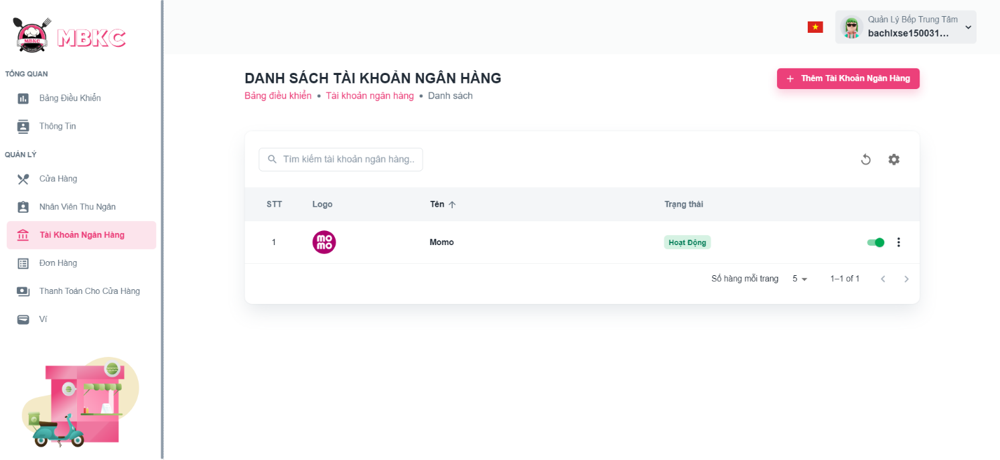 MBKC
MBKC
Quản Lý Bếp Trung Tâm
bachlxse150031...
TỔNG QUAN
Bảng Điều Khiển
Thông Tin
QUẢN LÝ
Cửa Hàng
Nhân Viên Thu Ngân
Tài Khoản Ngân Hàng
Đơn Hàng
Thanh Toán Cho Cửa Hàng
Ví
DANH SÁCH TÀI KHOẢN NGÂN HÀNG
Bảng điều khiển • Tài khoản ngân hàng • Danh sách
+ Thêm Tài Khoản Ngân Hàng
Tìm kiếm tài khoản ngân hàng..
STT Logo Tên Trạng thái
1 mo mo Momo Hoạt Động
Số hàng mỗi trang 5 1–1 of 1